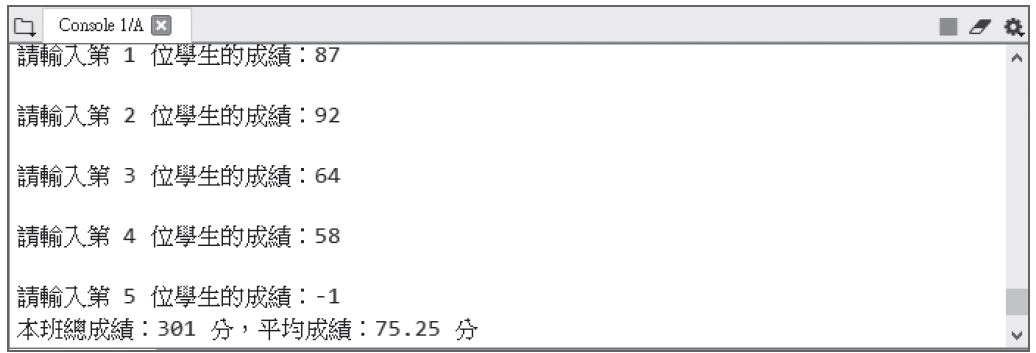 Console 1/A
請輸入第 1 位學生的成績：87
請輸入第 2 位學生的成績：92
請輸入第 3 位學生的成績：64
請輸入第 4 位學生的成績：58
請輸入第 5 位學生的成績：-1
本班總成績：301 分，平均成績：75.25 分